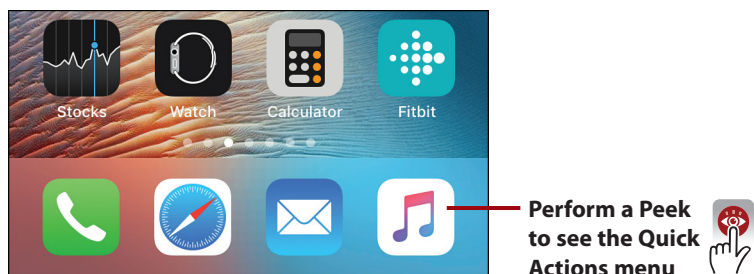 Stocks Watch Calculator Fitbit
Perform a Peek
to see the Quick
Actions menu